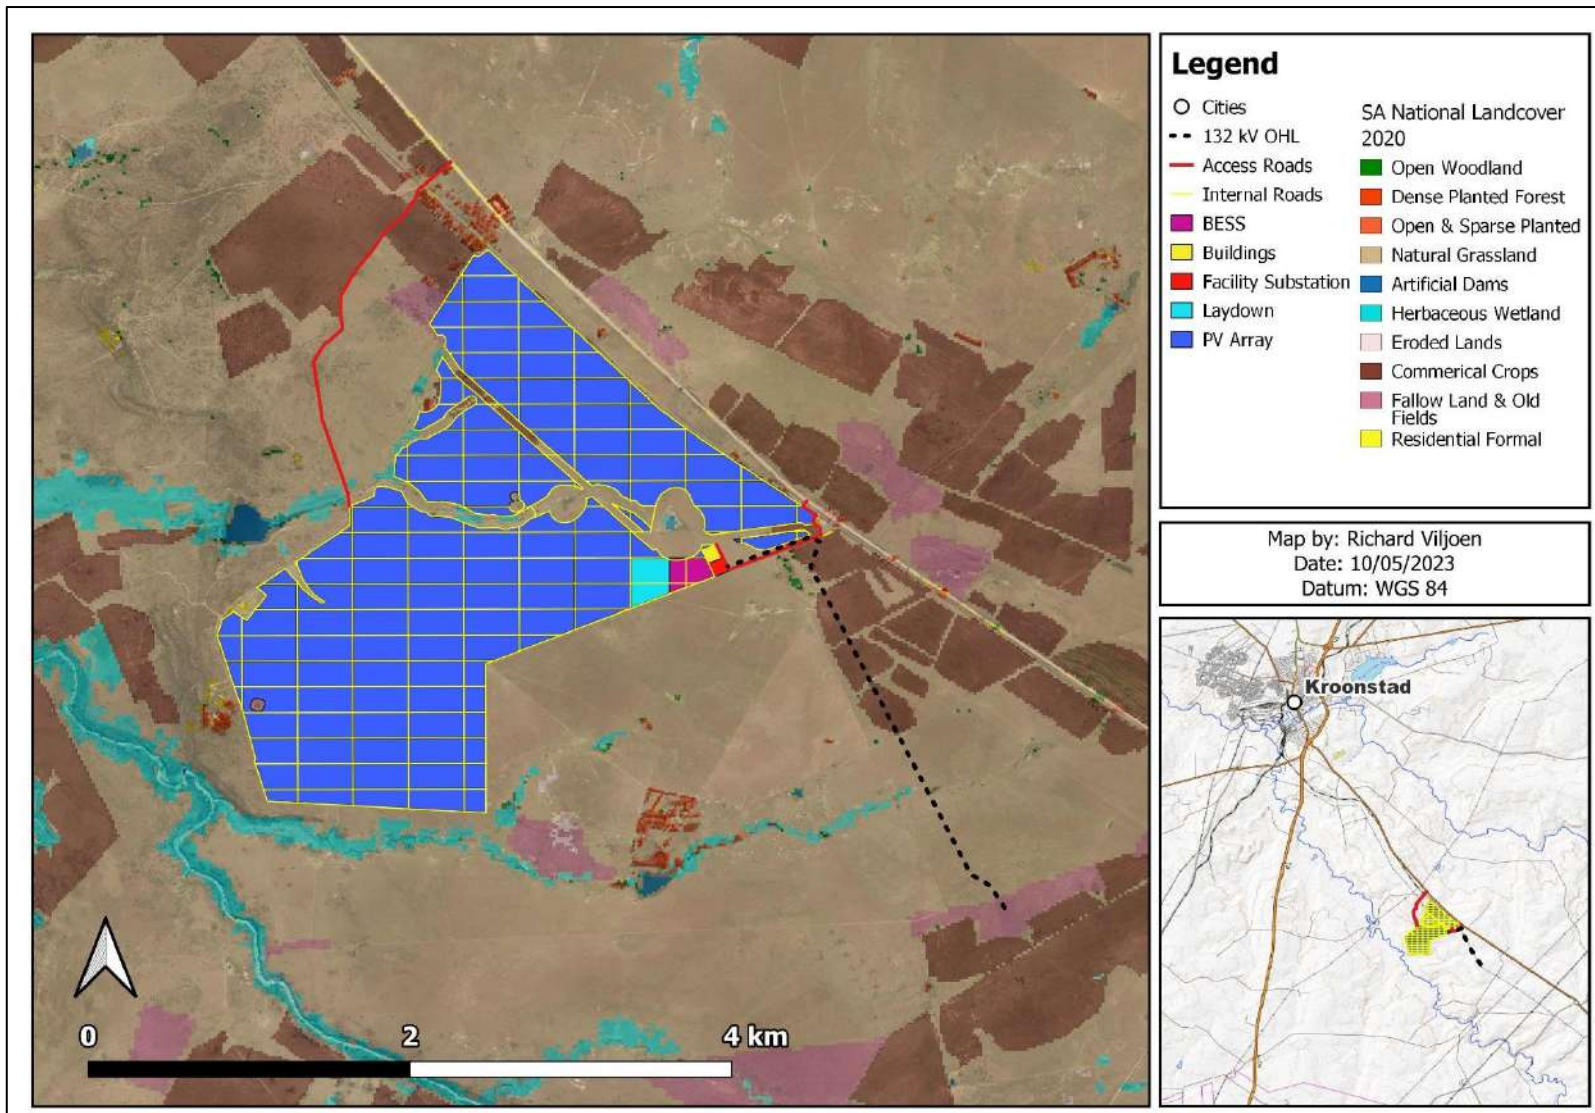 Legend
Cities
132 kV OHL
Access Roads
Internal Roads
BESS
Buildings
Facility Substation
Laydown
PV Array
SA National Landcover
2020
Open Woodland
Dense Planted Forest
Open & Sparse Planted
Natural Grassland
Artificial Dams
Herbaceous Wetland
Eroded Lands
Commerical Crops
Fallow Land & Old
Fields
Residential Formal
Map by: Richard Viljoen
Date: 10/05/2023
Datum: WGS 84
Kroonstad
0 2 4 km